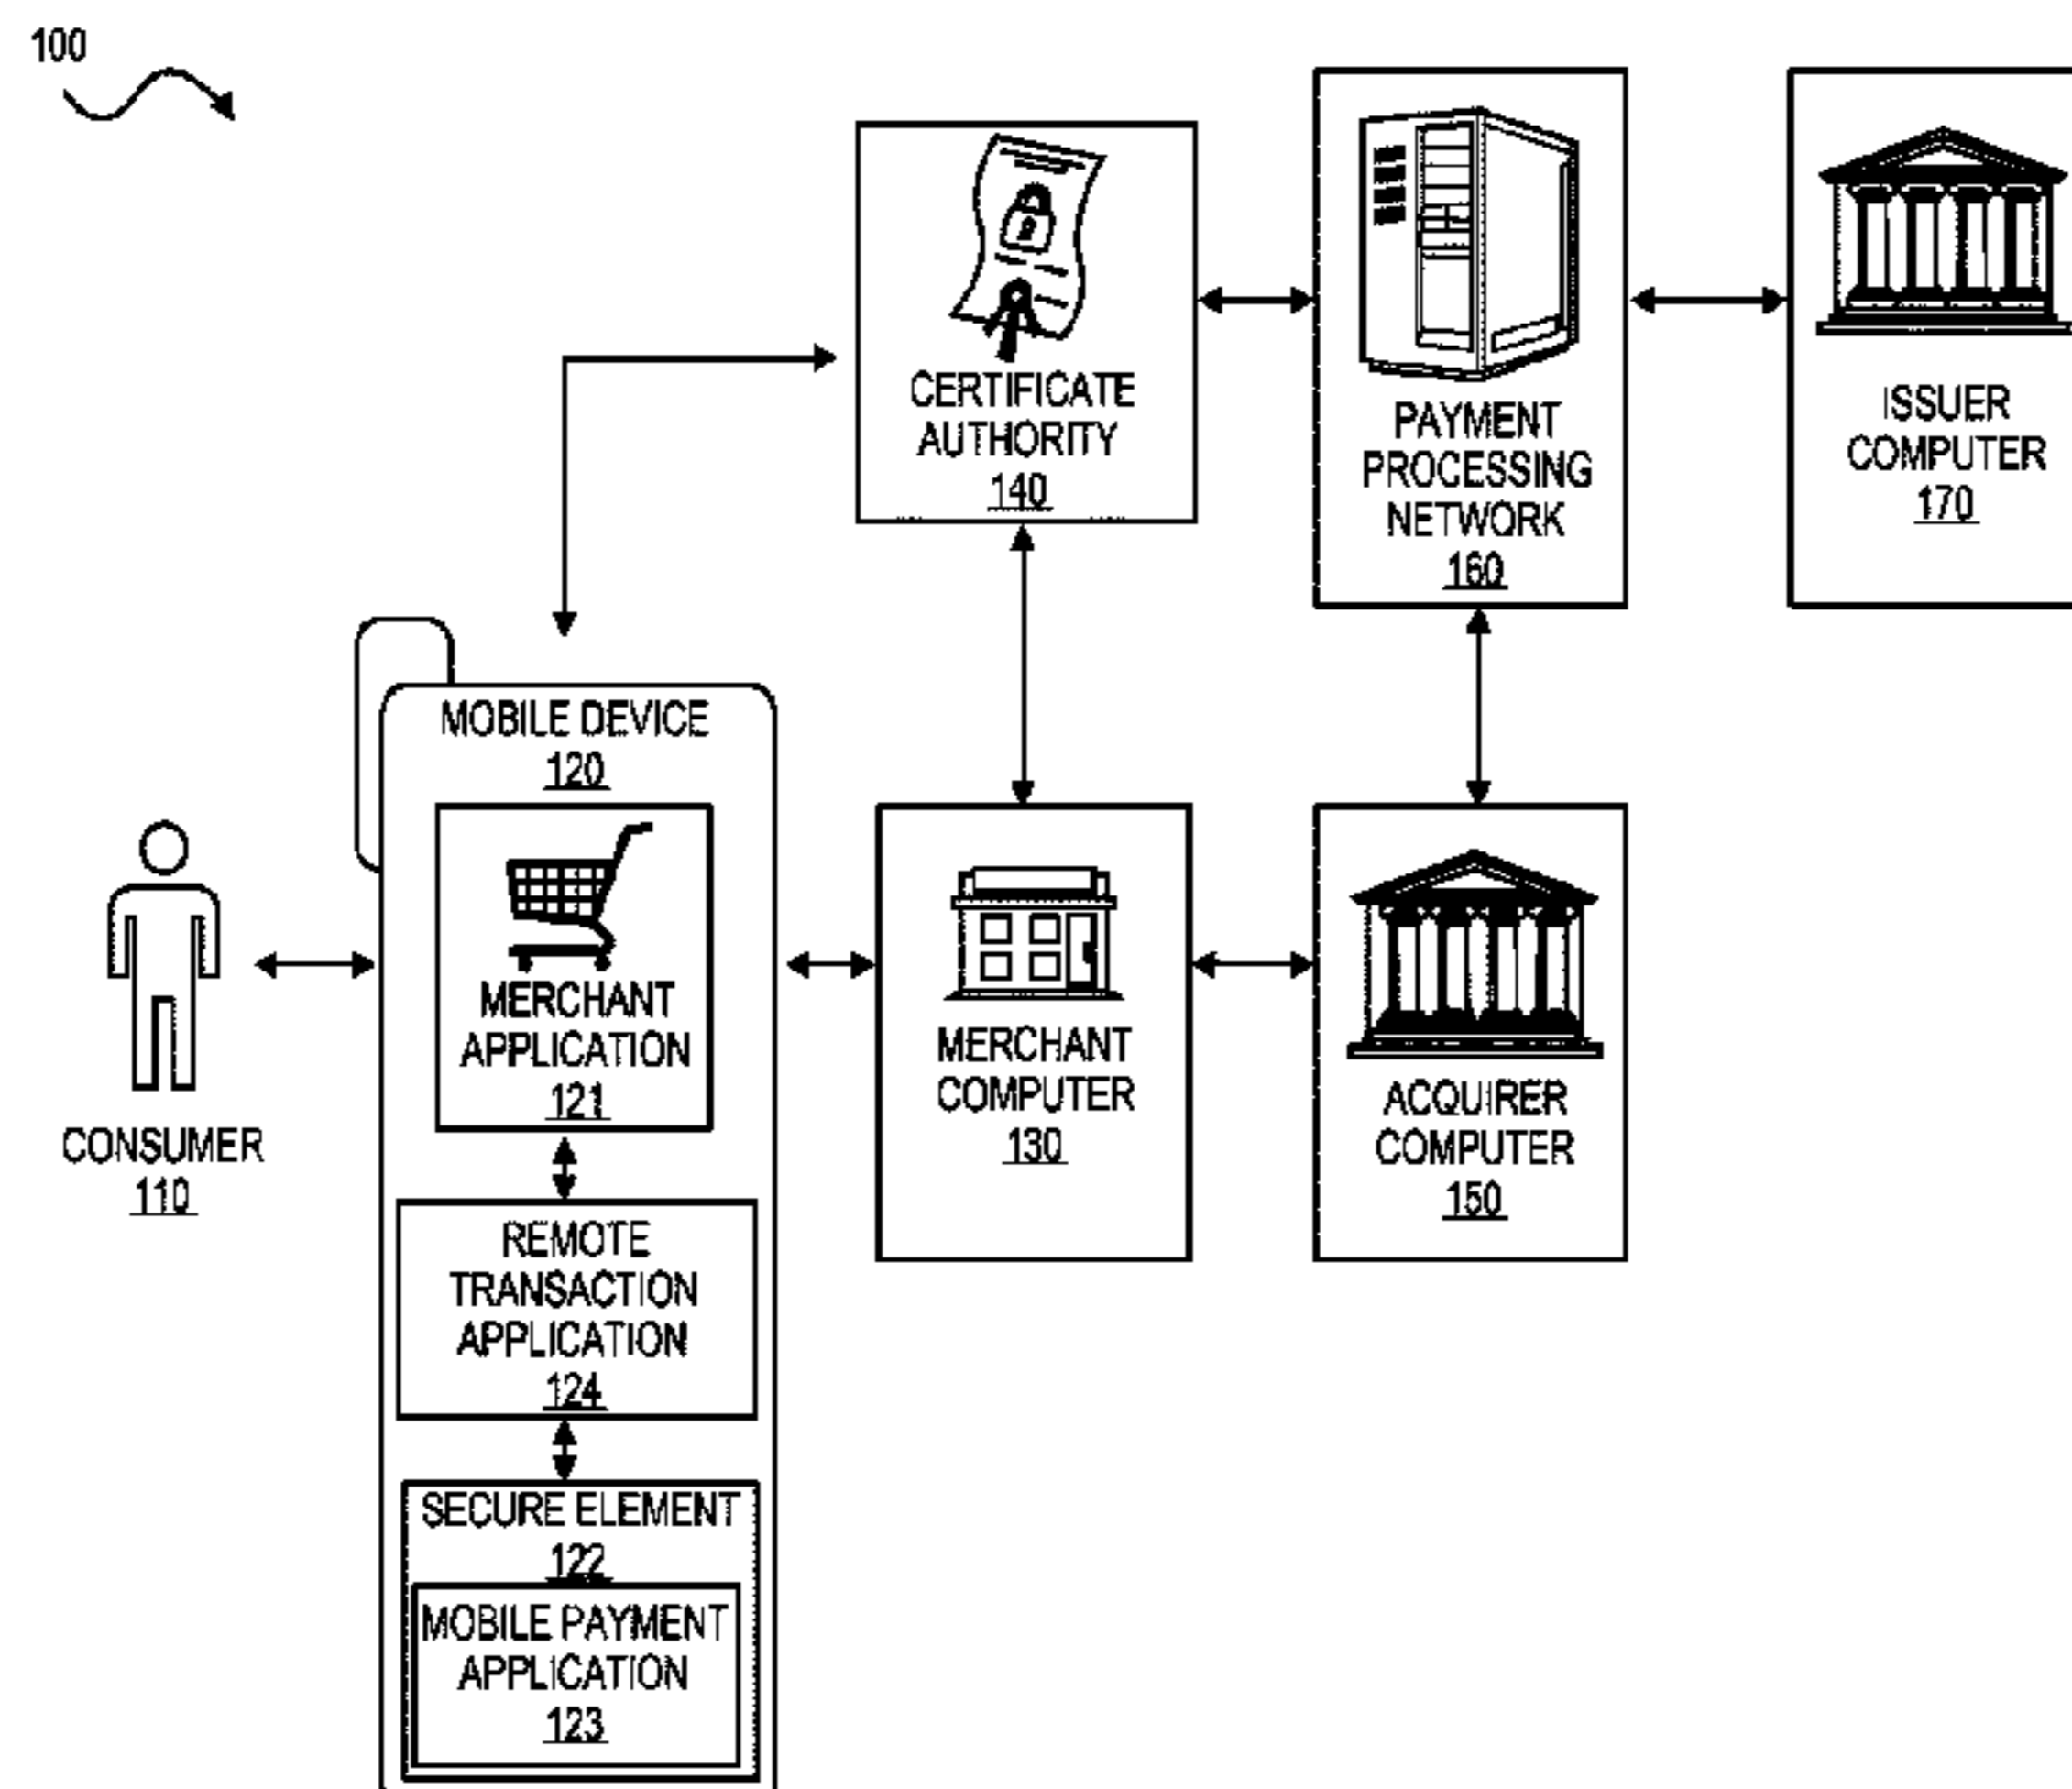 100
CERTIFICATE
AUTHORITY
140
PAYMENT
PROCESSING
NETWORK
160
ISSUER
COMPUTER
170
MOBILE DEVICE
120
MERCHANT
APPLICATION
121
CONSUMER
110
MERCHANT
COMPUTER
130
ACQUIRER
COMPUTER
150
REMOTE
TRANSACTION
APPLICATION
124
SECURE ELEMENT
122
MOBILE PAYMENT
APPLICATION
123